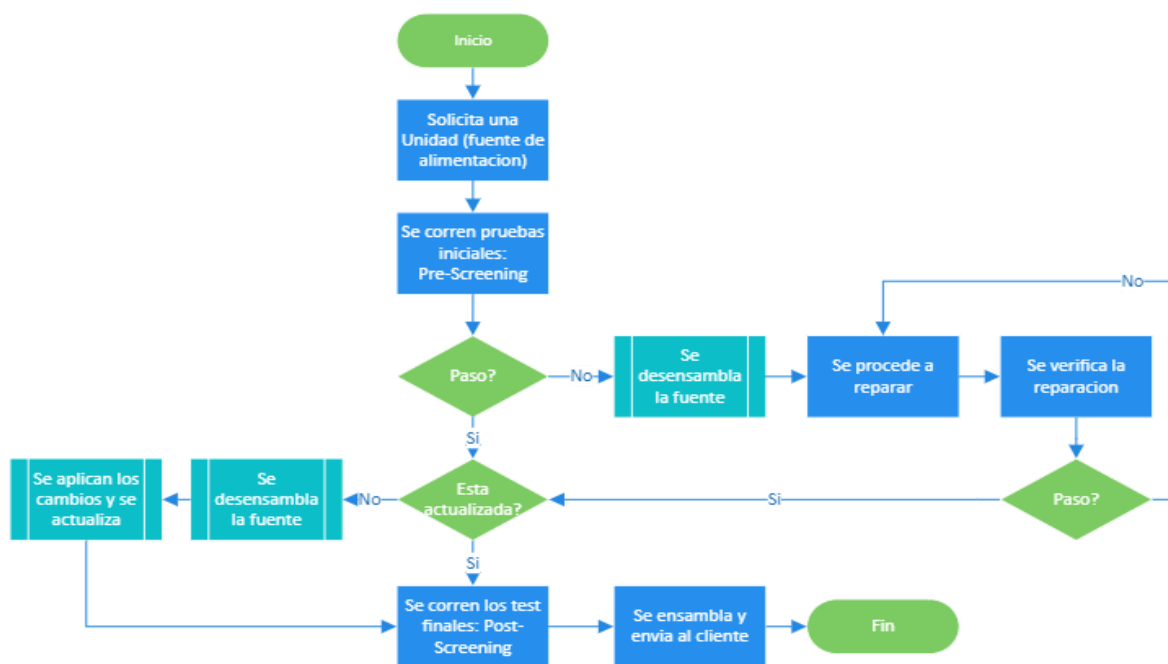 Inicio
Solicita una
Unidad (fuente de
alimentacion)
Se corren pruebas
iniciales:
Pre-Screening
No
Paso?
No
Se
desensambla
la fuente
Se procede a
reparar
Se verifica la
reparacion
Si
Se aplican los
cambios y se
actualiza
Se
desensambla
la fuente
No
Esta
actualizada?
Si
Paso?
Si
Se corren los test
finales: Post-
Screening
Se ensambla y
envia al cliente
Fin